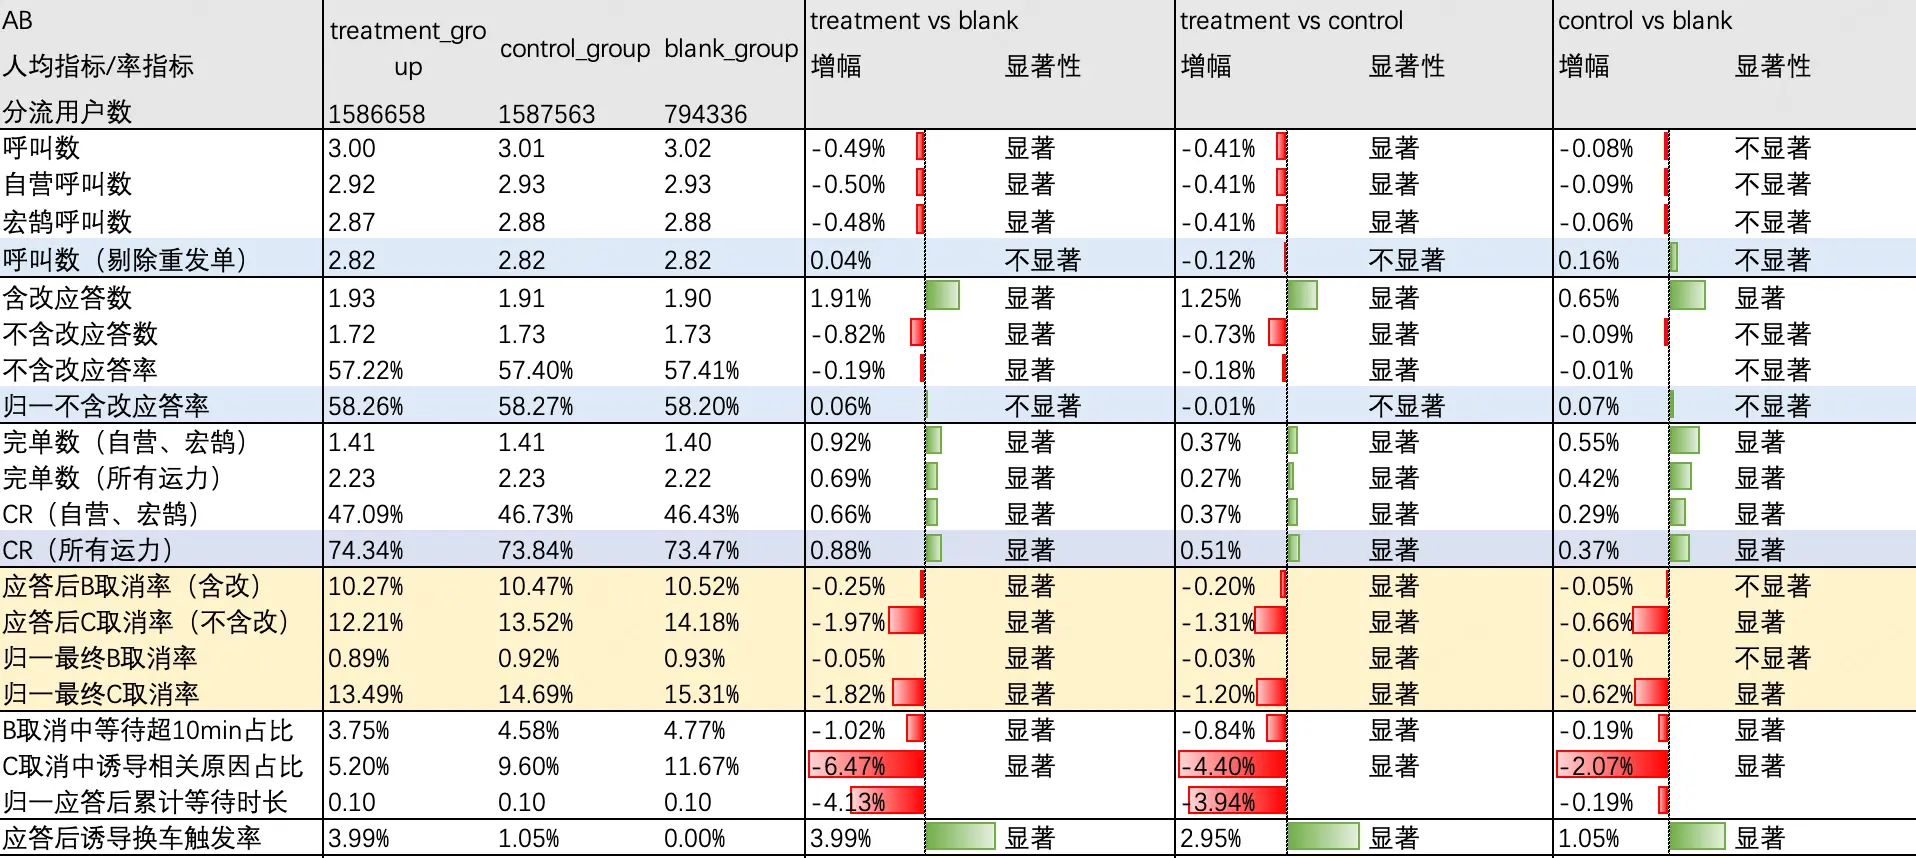 AB treatment_gro up control_group blank_group treatment vs blank treatment vs control control vs blank
人均指标/率指标 增幅 显著性 增幅 显著性 增幅 显著性
分流用户数 1586658 1587563 794336
呼叫数 3.00 3.01 3.02 -0.49% 显著 -0.41% 显著 -0.08% 不显著
自营呼叫数 2.92 2.93 2.93 -0.50% 显著 -0.41% 显著 -0.09% 不显著
宏鹄呼叫数 2.87 2.88 2.88 -0.48% 显著 -0.41% 显著 -0.06% 不显著
呼叫数（剔除重发单） 2.82 2.82 2.82 0.04% 不显著 -0.12% 不显著 0.16% 不显著
含改应答数 1.93 1.91 1.90 1.91% 显著 1.25% 显著 0.65% 显著
不含改应答数 1.72 1.73 1.73 -0.82% 显著 -0.73% 显著 -0.09% 不显著
不含改应答率 57.22% 57.40% 57.41% -0.19% 显著 -0.18% 显著 -0.01% 不显著
归一不含改应答率 58.26% 58.27% 58.20% 0.06% 不显著 -0.01% 不显著 0.07% 不显著
完单数（自营、宏鹄） 1.41 1.41 1.40 0.92% 显著 0.37% 显著 0.55% 显著
完单数（所有运力） 2.23 2.23 2.22 0.69% 显著 0.27% 显著 0.42% 显著
CR（自营、宏鹄） 47.09% 46.73% 46.43% 0.66% 显著 0.37% 显著 0.29% 显著
CR（所有运力） 74.34% 73.84% 73.47% 0.88% 显著 0.51% 显著 0.37% 显著
应答后B取消率（含改） 10.27% 10.47% 10.52% -0.25% 显著 -0.20% 显著 -0.05% 不显著
应答后C取消率（不含改） 12.21% 13.52% 14.18% -1.97% 显著 -1.31% 显著 -0.66% 显著
归一最终B取消率 0.89% 0.92% 0.93% -0.05% 显著 -0.03% 显著 -0.01% 不显著
归一最终C取消率 13.49% 14.69% 15.31% -1.82% 显著 -1.20% 显著 -0.62% 显著
B取消中等待超10min占比 3.75% 4.58% 4.77% -1.02% 显著 -0.84% 显著 -0.19% 显著
C取消中诱导相关原因占比 5.20% 9.60% 11.67% -6.47% 显著 -4.40% 显著 -2.07% 显著
归一应答后累计等待时长 0.10 0.10 0.10 -4.13% -3.94% -0.19%
应答后诱导换车触发率 3.99% 1.05% 0.00% 3.99% 显著 2.95% 显著 1.05% 显著